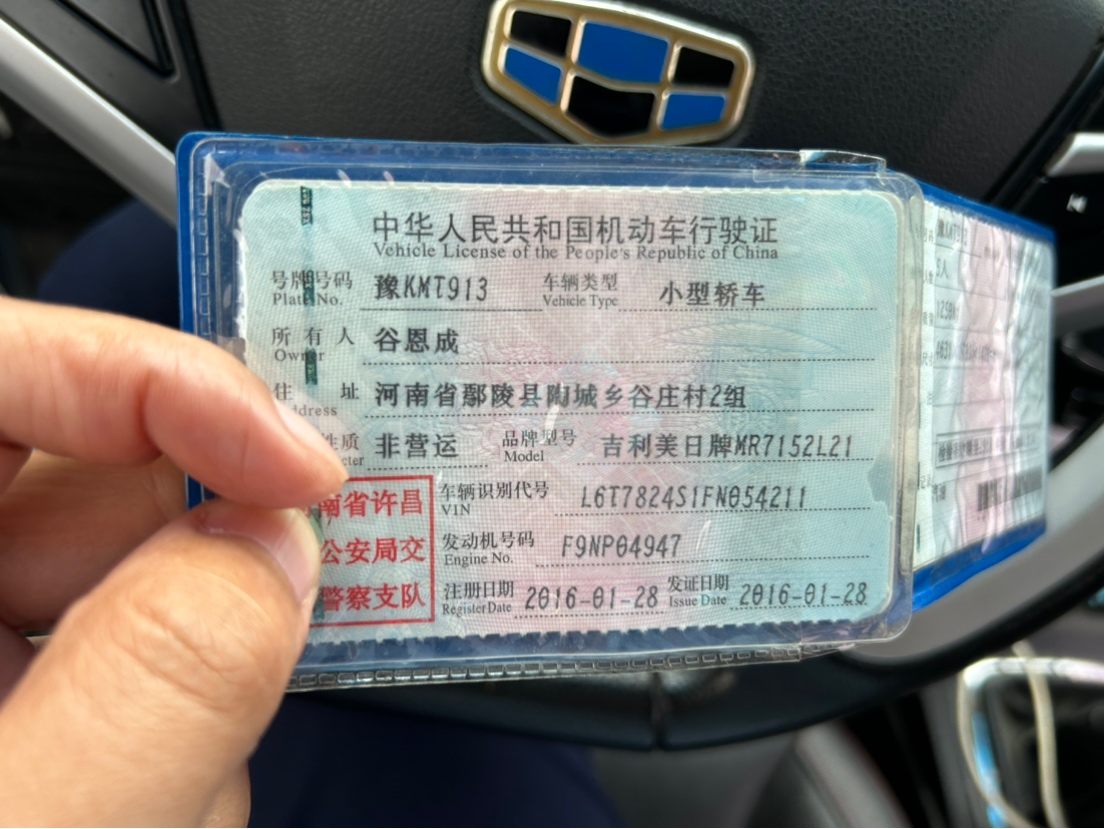 中华人民共和国机动车行驶证
Vehicle License of the People's Republic of China
号牌号码 豫KMT913 车辆类型 小型轿车
Plate No. Vehicle Type
所有人 谷恩成
Owner
住址 河南省鄢陵县陶城乡谷庄村2组
Address
性质 非营运 品牌型号 吉利美日牌MR7152L21
Model
南省许昌 车辆识别代号 L6T7824S1FN054211
VIN
公安局交 发动机号码 F9NP04947
Engine No.
警察支队 注册日期 2016-01-28 发证日期 2016-01-28
Register Date Issue Date
5人